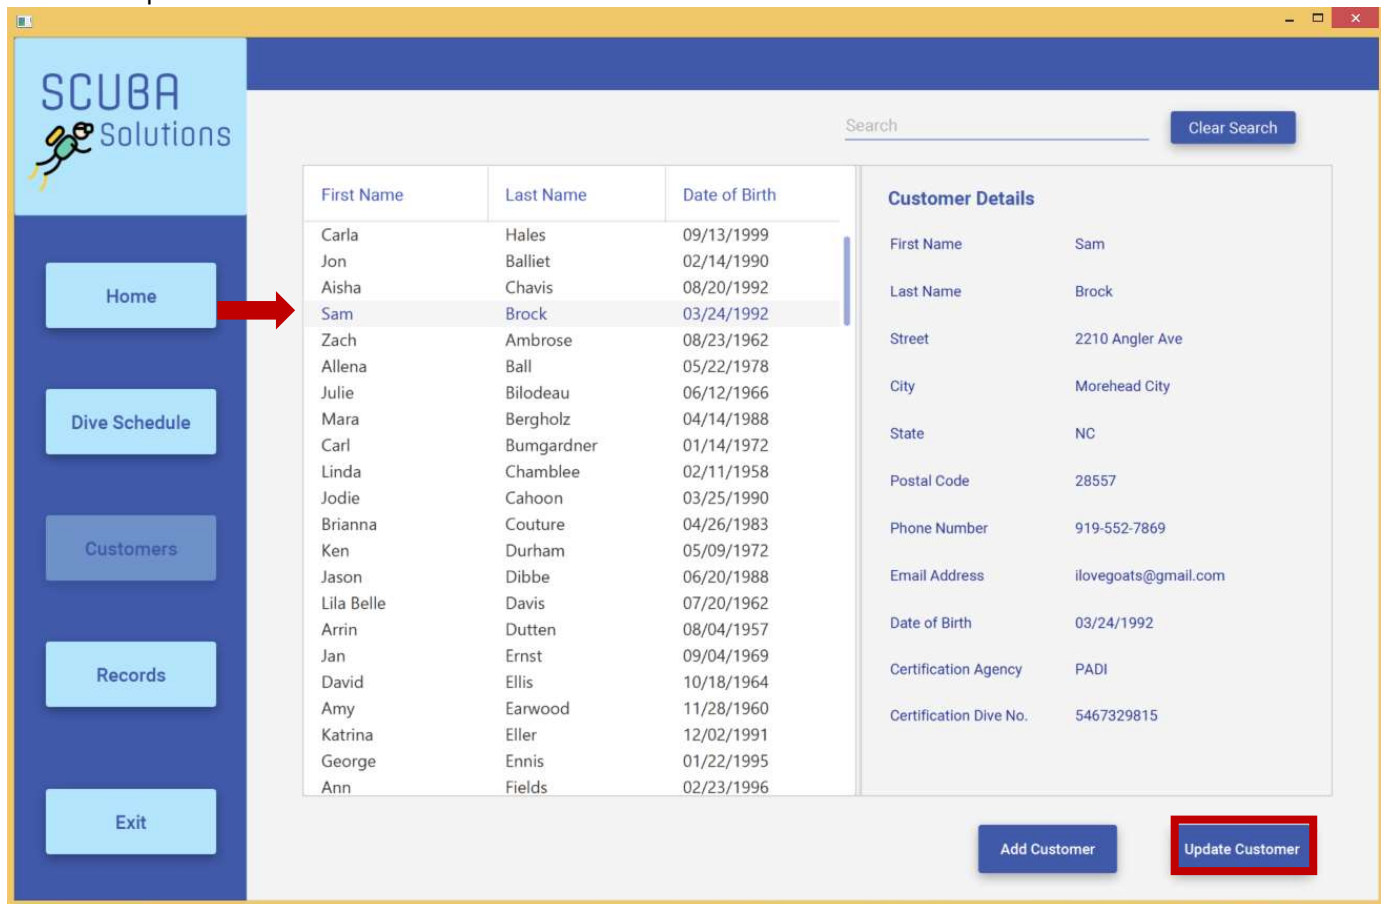 SCUBA
Solutions
Search
Clear Search
Home
Dive Schedule
Customers
Records
Exit
First Name Last Name Date of Birth
Carla Hales 09/13/1999
Jon Balliet 02/14/1990
Aisha Chavis 08/20/1992
Sam Brock 03/24/1992
Zach Ambrose 08/23/1962
Allena Ball 05/22/1978
Julie Bilodeau 06/12/1966
Mara Bergholz 04/14/1988
Carl Bumgardner 01/14/1972
Linda Chamblee 02/11/1958
Jodie Cahoon 03/25/1990
Brianna Couture 04/26/1983
Ken Durham 05/09/1972
Jason Dibbe 06/20/1988
Lila Belle Davis 07/20/1962
Arrin Dutten 08/04/1957
Jan Ernst 09/04/1969
David Ellis 10/18/1964
Amy Earwood 11/28/1960
Katrina Eller 12/02/1991
George Ennis 01/22/1995
Ann Fields 02/23/1996
Customer Details
First Name Sam
Last Name Brock
Street 2210 Angler Ave
City Morehead City
State NC
Postal Code 28557
Phone Number 919-552-7869
Email Address ilovegoats@gmail.com
Date of Birth 03/24/1992
Certification Agency PADI
Certification Dive No. 5467329815
Add Customer
Update Customer